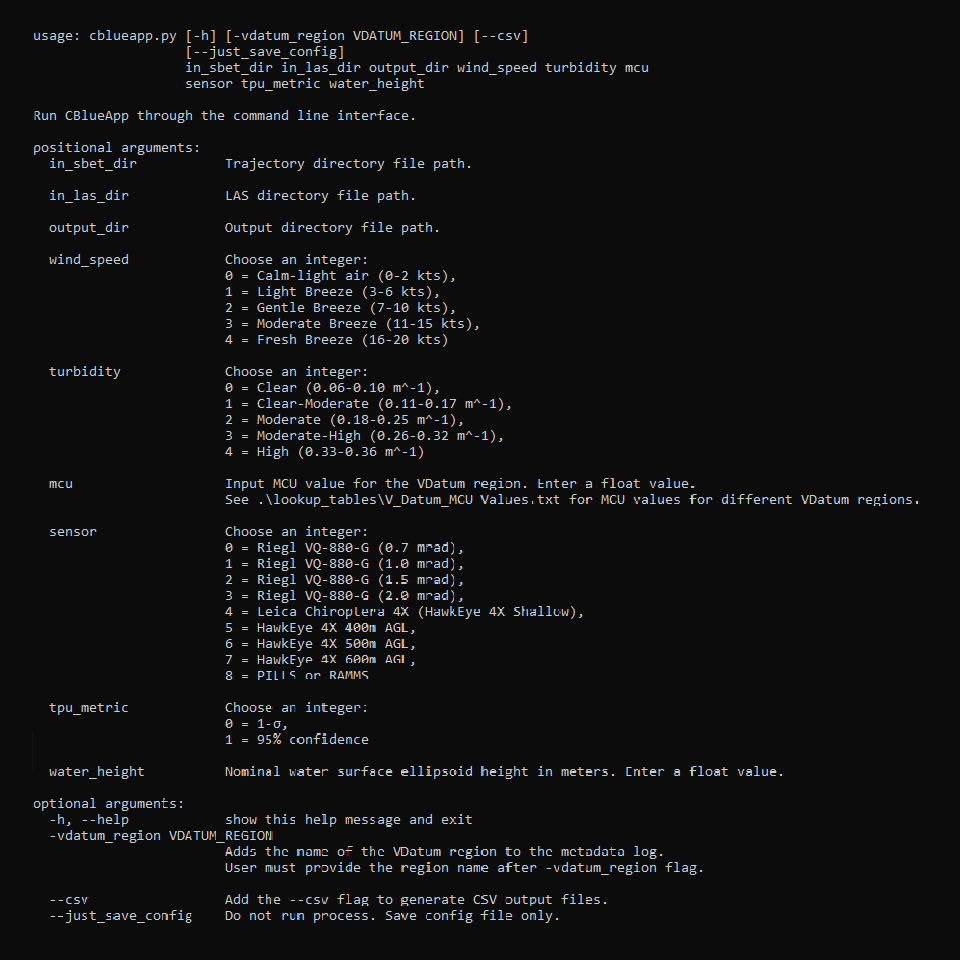 usage: cblueapp.py [-h] [-vdatum_region VDATUM_REGION] [--csv]
[--just_save_config]
in_sbet_dir in_las_dir output_dir wind_speed turbidity mcu
sensor tpu_metric water_height
Run CBlueApp through the command line interface.
positional arguments:
in_sbet_dir Trajectory directory file path.
in_las_dir LAS directory file path.
output_dir Output directory file path.
wind_speed Choose an integer:
0 = Calm-light air (0-2 kts),
1 = Light Breeze (3-6 kts),
2 = Gentle Breeze (7-10 kts),
3 = Moderate Breeze (11-15 kts),
4 = Fresh Breeze (16-20 kts)
turbidity Choose an integer:
0 = Clear (0.06-0.10 m^-1),
1 = Clear-Moderate (0.11-0.17 m^-1),
2 = Moderate (0.18-0.25 m^-1),
3 = Moderate-High (0.26-0.32 m^-1),
4 = High (0.33-0.36 m^-1)
mcu Input MCU value for the VDatum region. Enter a float value.
See .\lookup_tables\V_Datum_MCU_Values.txt for MCU values for different VDatum regions.
sensor Choose an integer:
0 = Riegl VQ-880-G (0.7 mrad),
1 = Riegl VQ-880-G (1.0 mrad),
2 = Riegl VQ-880-G (1.5 mrad),
3 = Riegl VQ-880-G (2.0 mrad),
4 = Leica Chiroptera 4X (HawkEye 4X Shallow),
5 = HawkEye 4X 400m AGL,
6 = HawkEye 4X 500m AGL,
7 = HawkEye 4X 600m AGL,
8 = PILLS or RAMMS
tpu_metric Choose an integer:
0 = 1-σ,
1 = 95% confidence
water_height Nominal water surface ellipsoid height in meters. Enter a float value.
optional arguments:
-h, --help show this help message and exit
-vdatum_region VDATUM_REGION
Adds the name of the VDatum region to the metadata log.
User must provide the region name after -vdatum_region flag.
--csv Add the --csv flag to generate CSV output files.
--just_save_config Do not run process. Save config file only.